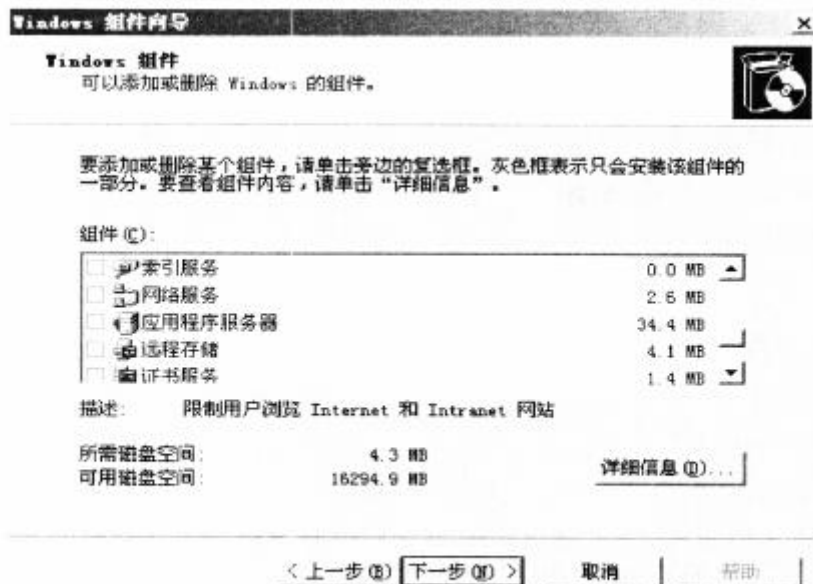 Windows 组件向导
Windows 组件
可以添加或删除 Windows 的组件。
要添加或删除某个组件，请单击旁边的复选框。灰色框表示只会安装该组件的
一部分。要查看组件内容，请单击“详细信息”。
组件(C):
索引服务 0.0 MB
网络服务 2.6 MB
应用程序服务器 34.4 MB
远程存储 4.1 MB
证书服务 1.4 MB
描述: 限制用户浏览 Internet 和 Intranet 网站
所需磁盘空间: 4.3 MB
可用磁盘空间: 16294.9 MB
详细信息(D)...
< 上一步(B) 下一步(N) > 取消 帮助